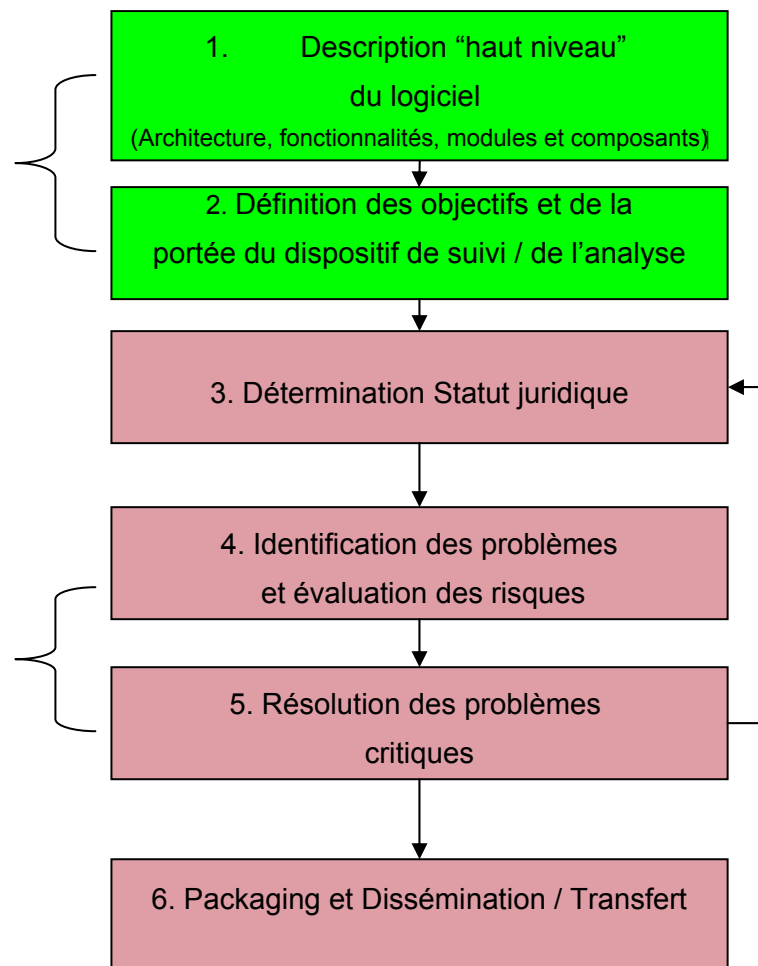 1. Description “haut niveau”
du logiciel
(Architecture, fonctionnalités, modules et composants)
2. Définition des objectifs et de la
portée du dispositif de suivi / de l’analyse
3. Détermination Statut juridique
4. Identification des problèmes
et évaluation des risques
5. Résolution des problèmes
critiques
6. Packaging et Dissémination / Transfert